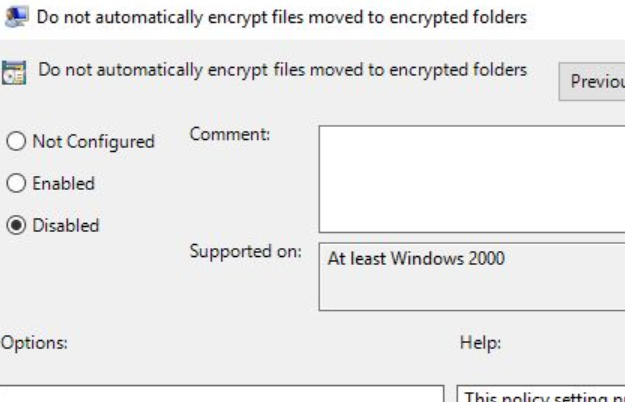 Do not automatically encrypt files moved to encrypted folders
Do not automatically encrypt files moved to encrypted folders
Previou
Not Configured
Comment:
Enabled
Disabled
Supported on:
At least Windows 2000
Options:
Help:
This policy setting